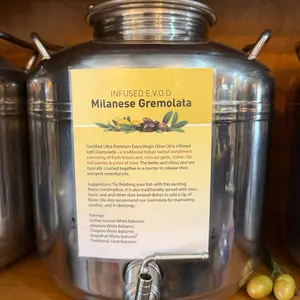 INFUSED E.V.O.O
Milanese Gremolata
Certified Ultra Premium Extra Virgin Olive Oil is infused
with Gremolata – a traditional Italian herbal condiment
consisting of fresh lemon zest, minced garlic, Italian flat
leaf parsley & a hint of mint. The herbs and citrus zest are
typically crushed together in a mortar to release their
pungent essential oils.
Suggestions: Try finishing your fish with this exciting
flavor combination. It is also traditionally served with
veal and other slow braised dishes to add a zip of
flavor. We also recommend our Gremolata for marinating
poultry, and in dressings.
Pairings:
Sicilian Lemon White Balsamic
White Balsamic
Oregano White Balsamic
Grapefruit White Balsamic
Traditional Dark Balsamic